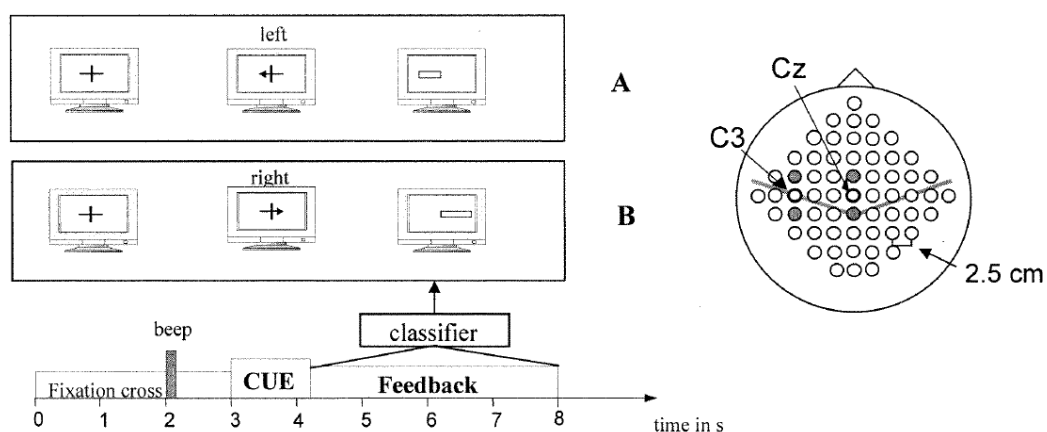 left
A
right
B
beep
classifier
Fixation cross
CUE
Feedback
0 1 2 3 4 5 6 7 8
time in s
Cz
C3
2.5 cm